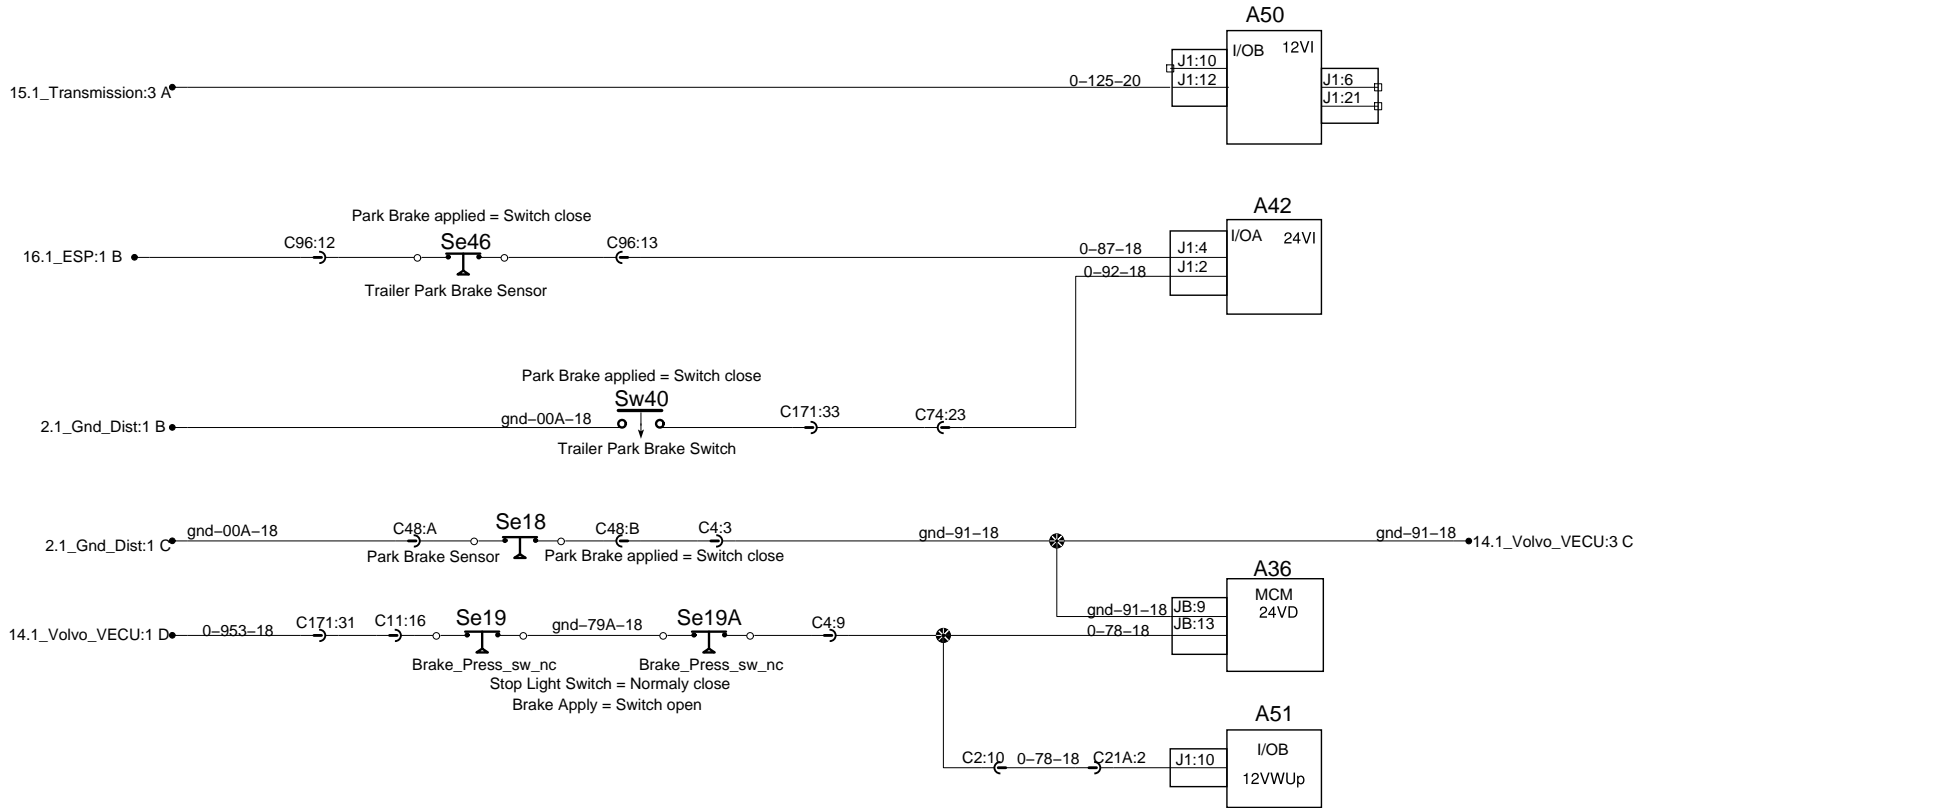 A50
I/OB 12VI
J1:10
J1:12
J1:6
J1:21
15.1_Transmission:3 A
0−125−20
A42
I/OA 24VI
J1:4
J1:2
Park Brake applied = Switch close
16.1_ESP:1 B
C96:12
Se46
C96:13
0−87−18
0−92−18
Trailer Park Brake Sensor
Park Brake applied = Switch close
2.1_Gnd_Dist:1 B
gnd−00A−18
Sw40
C171:33
C74:23
Trailer Park Brake Switch
2.1_Gnd_Dist:1 C
gnd−00A−18
C48:A
Se18
C48:B
C4:3
gnd−91−18
gnd−91−18
14.1_Volvo_VECU:3 C
Park Brake Sensor
Park Brake applied = Switch close
A36
MCM
24VD
gnd−91−18
JB:9
JB:13
14.1_Volvo_VECU:1 D
0−953−18
C171:31
C11:16
Se19
gnd−79A−18
Se19A
C4:9
0−78−18
Brake_Press_sw_nc
Brake_Press_sw_nc
Stop Light Switch = Normaly close
Brake Apply = Switch open
A51
I/OB
12VWUp
C2:10
0−78−18
C21A:2
J1:10